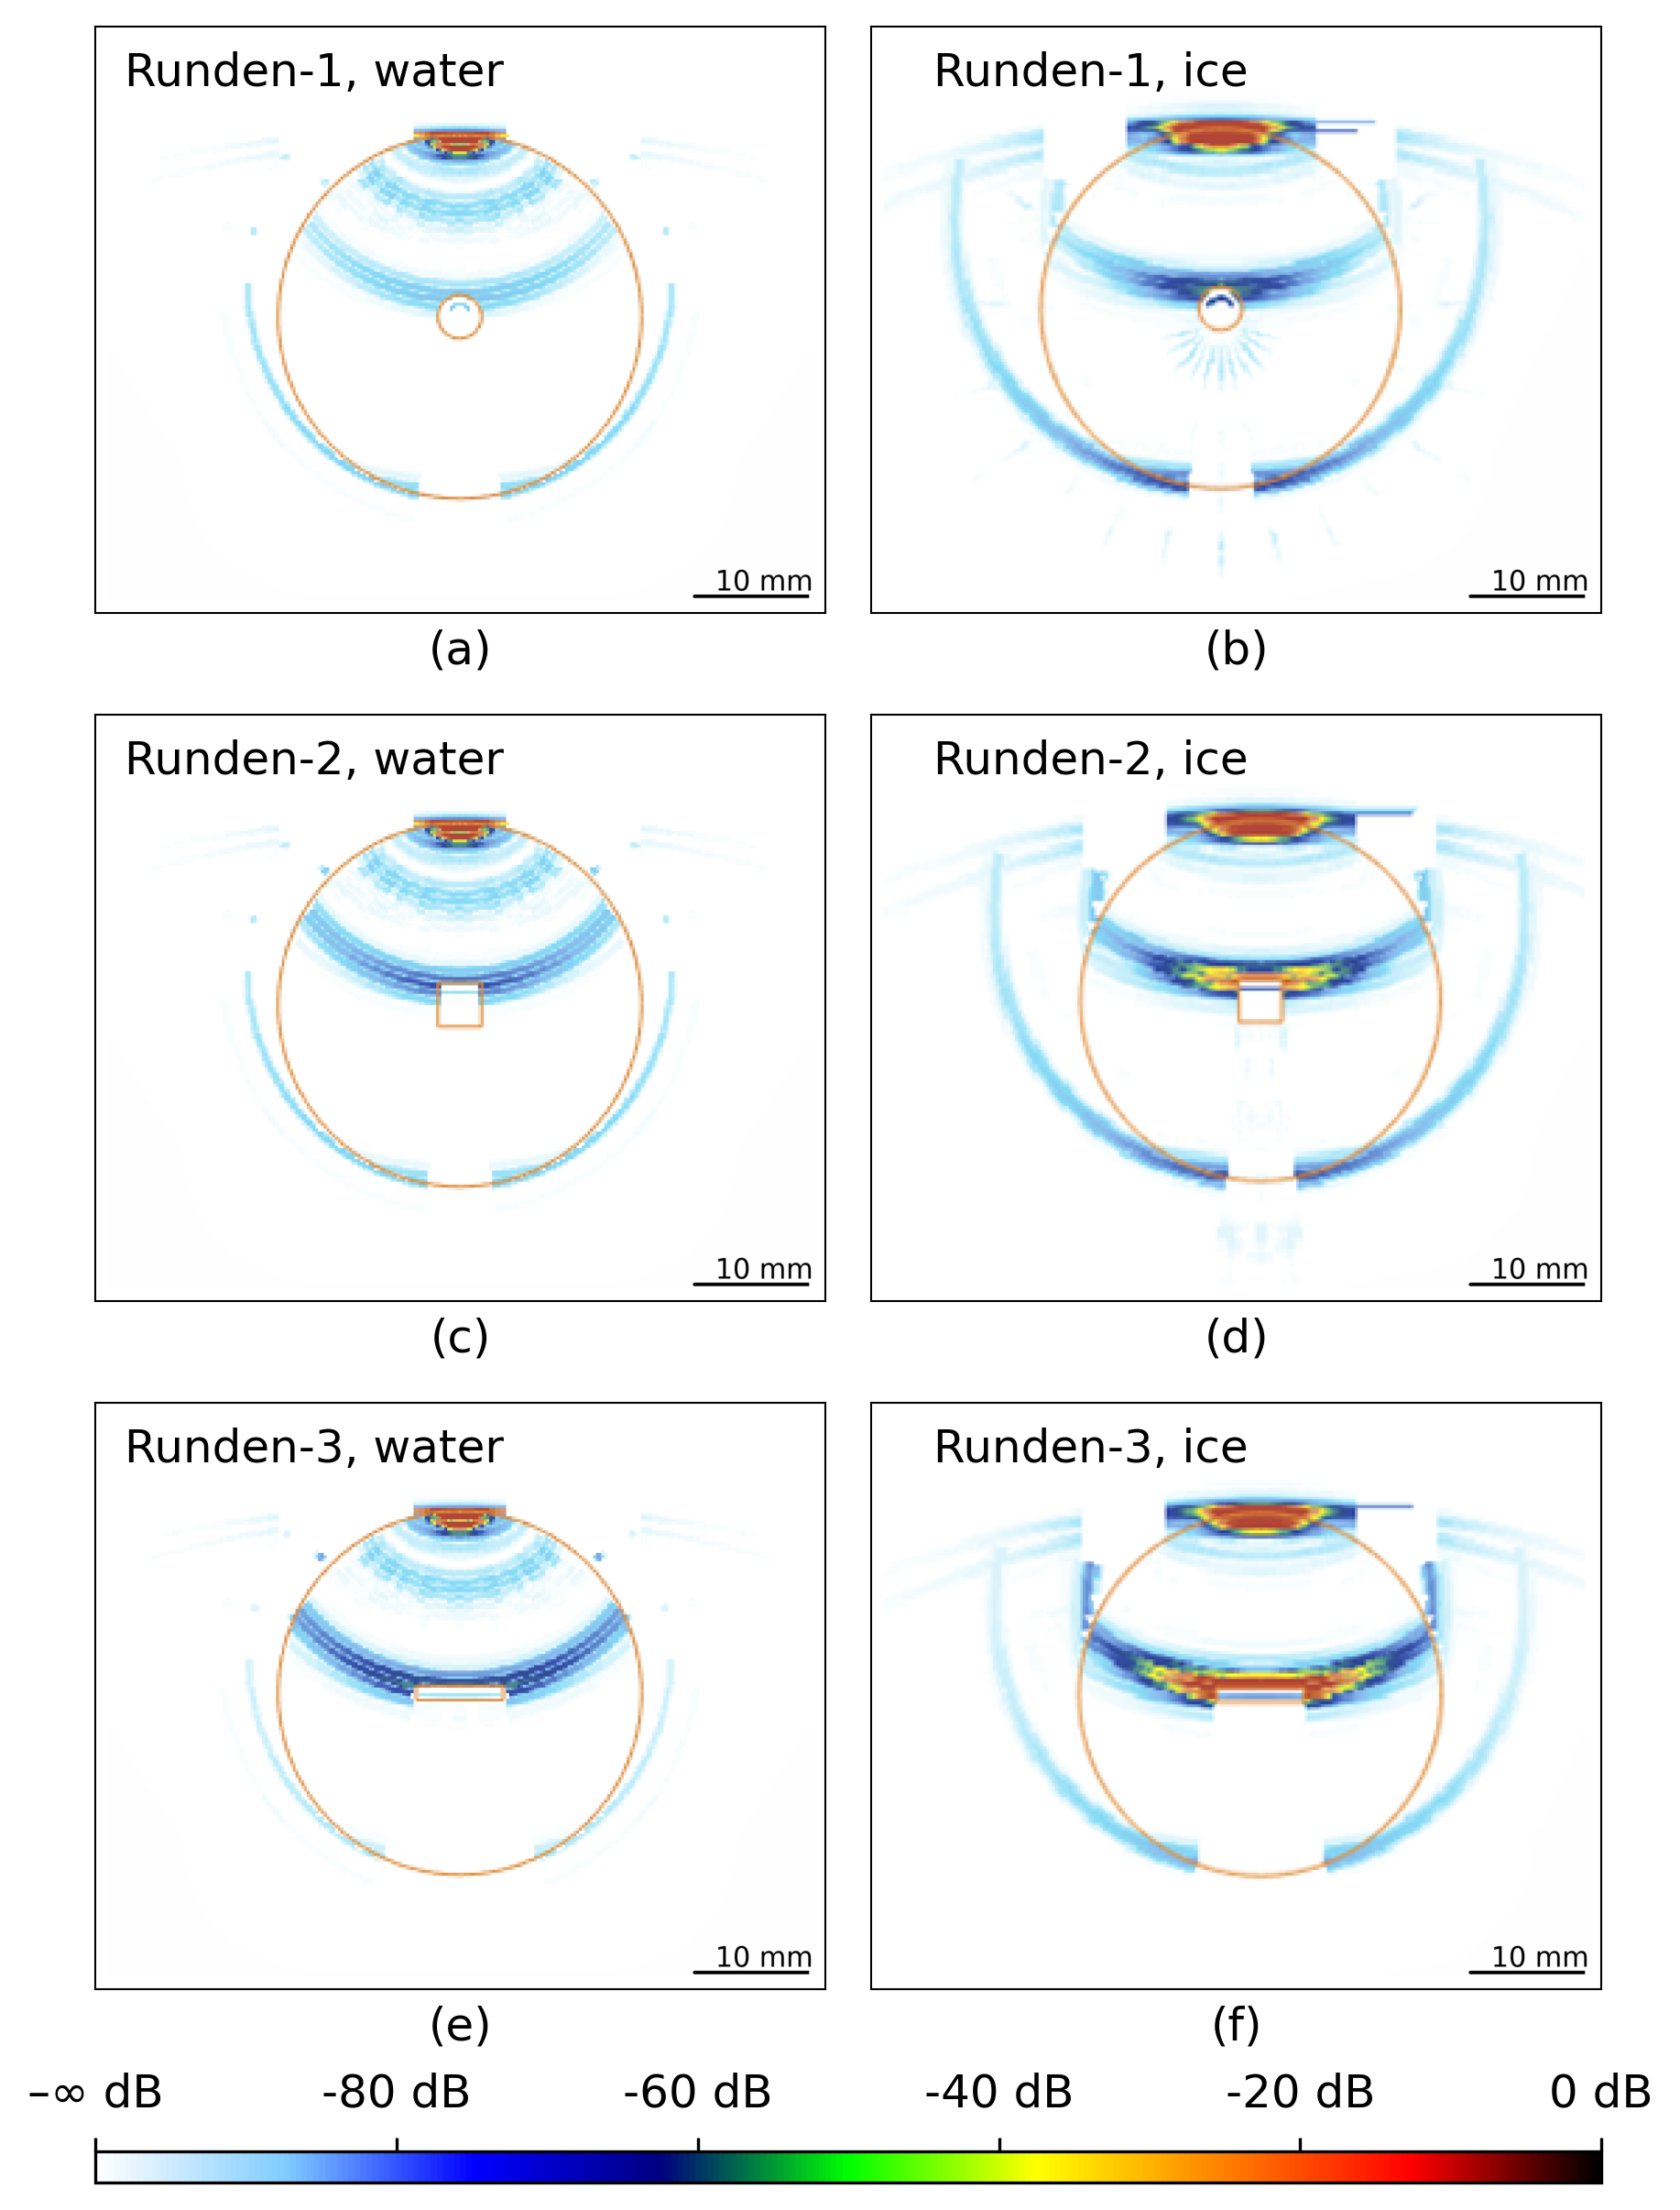 Runden-1, water
Runden-1, ice
10 mm
10 mm
(a)
(b)
Runden-2, water
Runden-2, ice
10 mm
10 mm
(c)
(d)
Runden-3, water
Runden-3, ice
10 mm
10 mm
(e)
(f)
–∞ dB -80 dB -60 dB -40 dB -20 dB 0 dB